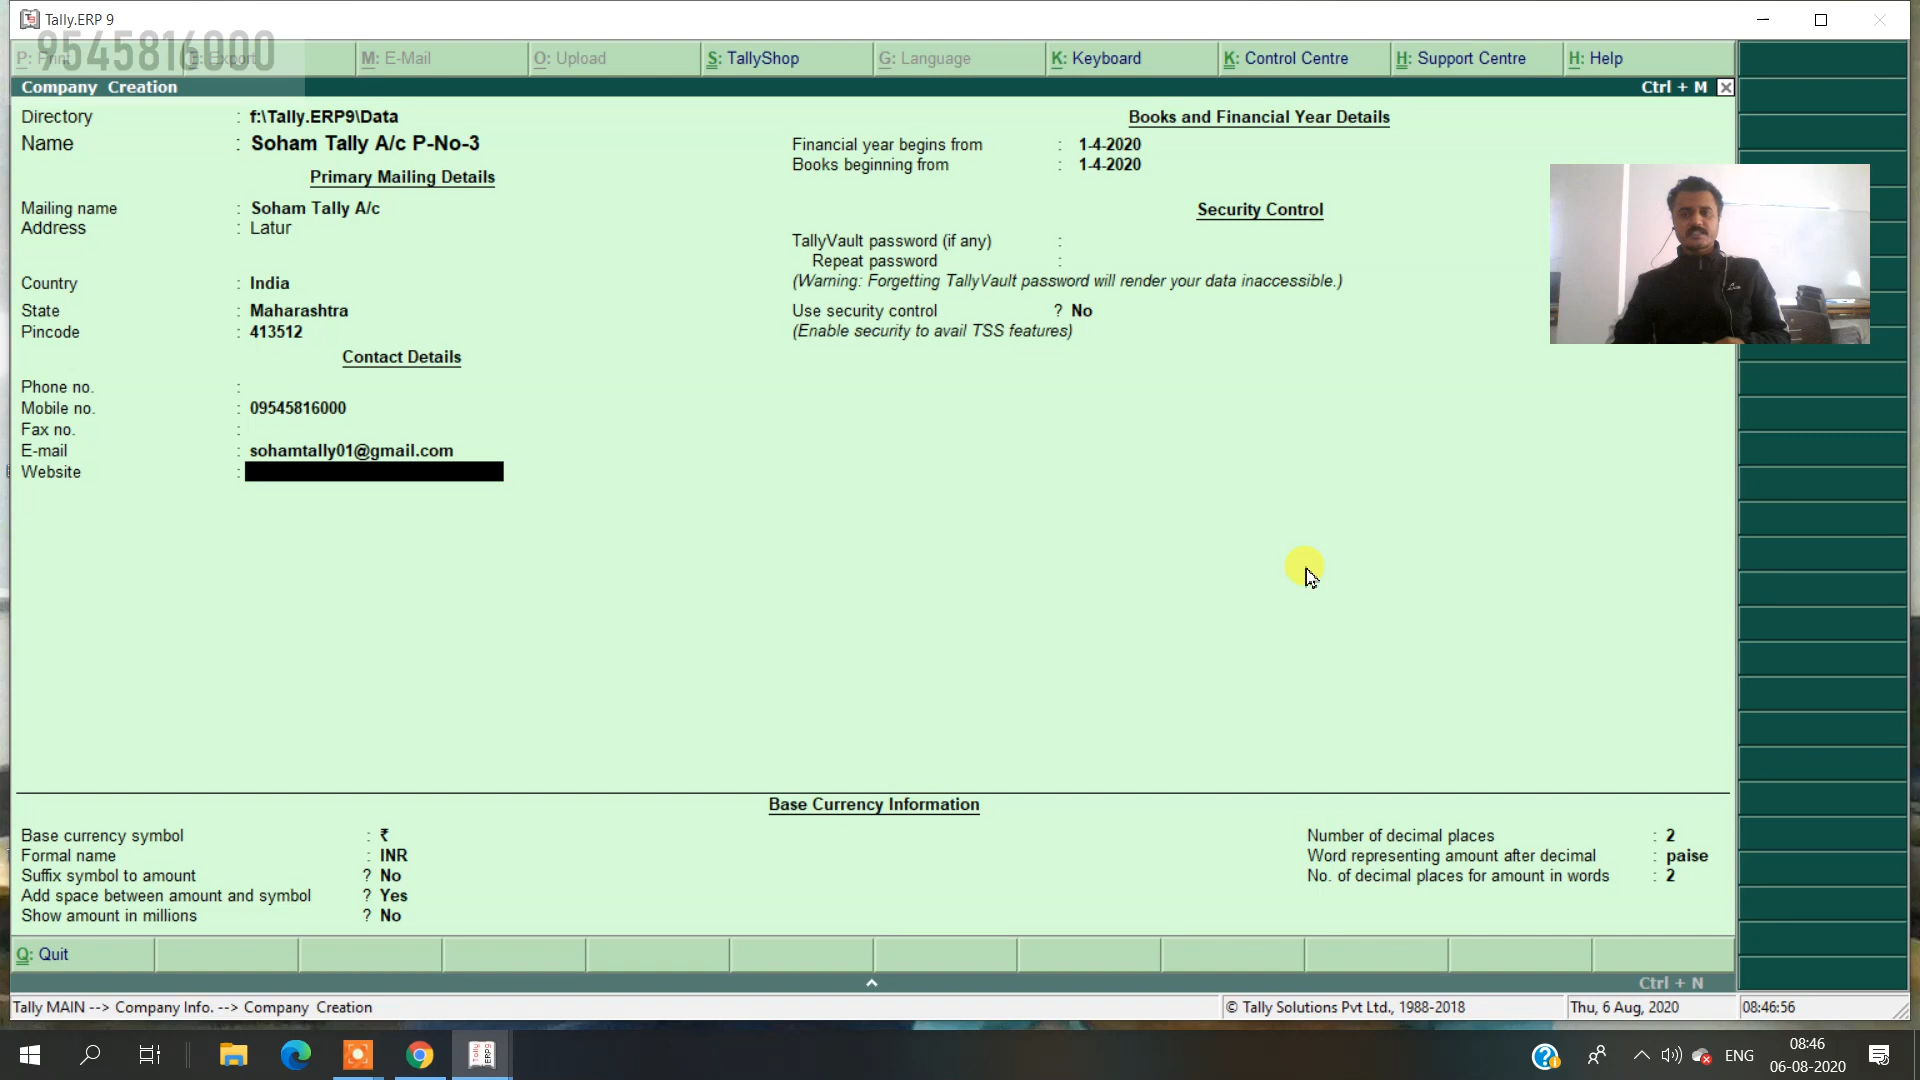 Tally.ERP 9
9545816000
P: Print E: Export M: E-Mail O: Upload S: TallyShop G: Language K: Keyboard K: Control Centre H: Support Centre H: Help
Company Creation Ctrl + M
Directory : f:\Tally.ERP9\Data
Name : Soham Tally A/c P-No-3
Primary Mailing Details
Mailing name : Soham Tally A/c
Address : Latur
Country : India
State : Maharashtra
Pincode : 413512
Contact Details
Phone no. :
Mobile no. : 09545816000
Fax no. :
E-mail : sohamtally01@gmail.com
Website :
Books and Financial Year Details
Financial year begins from : 1-4-2020
Books beginning from : 1-4-2020
Security Control
TallyVault password (if any) :
Repeat password :
(Warning: Forgetting TallyVault password will render your data inaccessible.)
Use security control ? No
(Enable security to avail TSS features)
Base Currency Information
Base currency symbol : ₹
Formal name : INR
Suffix symbol to amount ? No
Add space between amount and symbol ? Yes
Show amount in millions ? No
Number of decimal places : 2
Word representing amount after decimal : paise
No. of decimal places for amount in words : 2
Q: Quit
Ctrl + N
Tally MAIN --> Company Info. --> Company Creation © Tally Solutions Pvt Ltd., 1988-2018 Thu, 6 Aug, 2020 08:46:56
Tally ERP9
ENG
08:46
06-08-2020